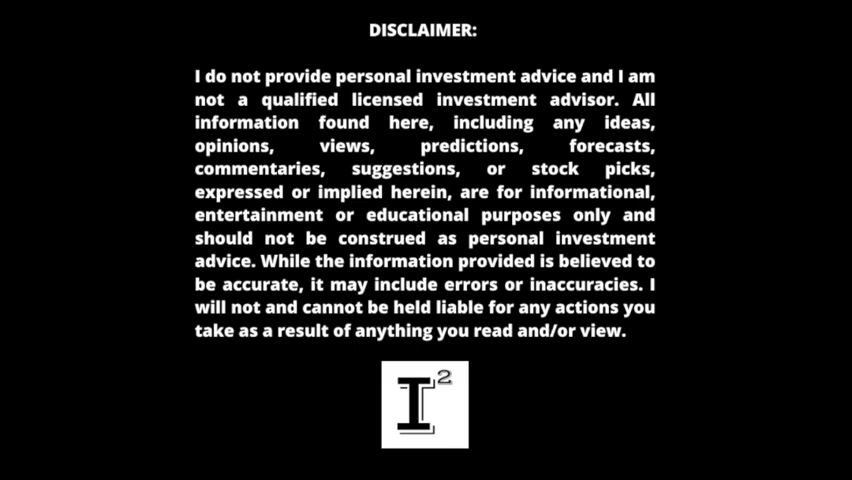 DISCLAIMER:
I do not provide personal investment advice and I am
not a qualified licensed investment advisor. All
information found here, including any ideas,
opinions, views, predictions, forecasts,
commentaries, suggestions, or stock picks,
expressed or implied herein, are for informational,
entertainment or educational purposes only and
should not be construed as personal investment
advice. While the information provided is believed to
be accurate, it may include errors or inaccuracies. I
will not and cannot be held liable for any actions you
take as a result of anything you read and/or view.
I²